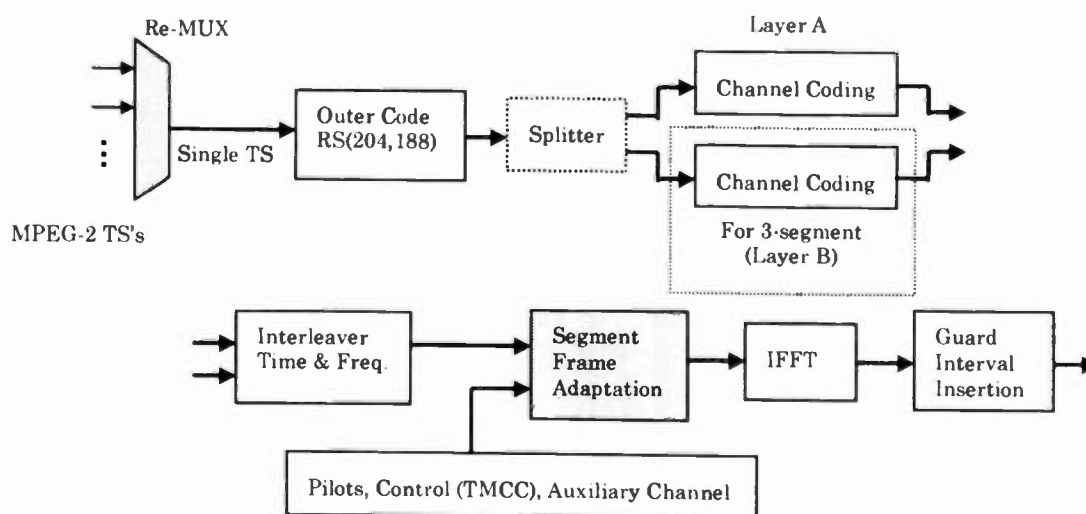 Re-MUX
Layer A
Channel Coding
Outer Code
RS(204,188)
Splitter
Single TS
Channel Coding
MPEG-2 TS's
For 3-segment
(Layer B)
Interleaver
Time & Freq.
Segment
Frame
Adaptation
IFFT
Guard
Interval
Insertion
Pilots, Control (TMCC), Auxiliary Channel